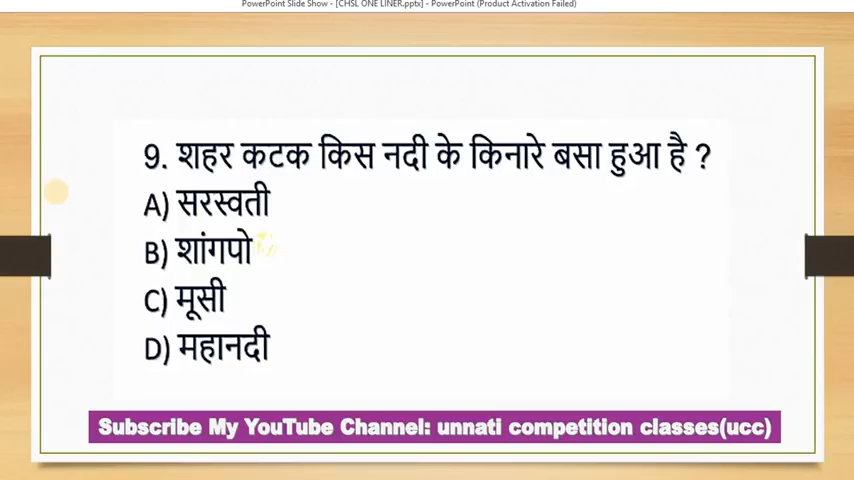 PowerPoint Slide Show - [CHSL ONE LINER.pptx] - PowerPoint (Product Activation Failed)
9. शहर कटक किस नदी के किनारे बसा हुआ है ?
A) सरस्वती
B) शांगपो
C) मूसी
D) महानदी
Subscribe My YouTube Channel: unnati competition classes(ucc)